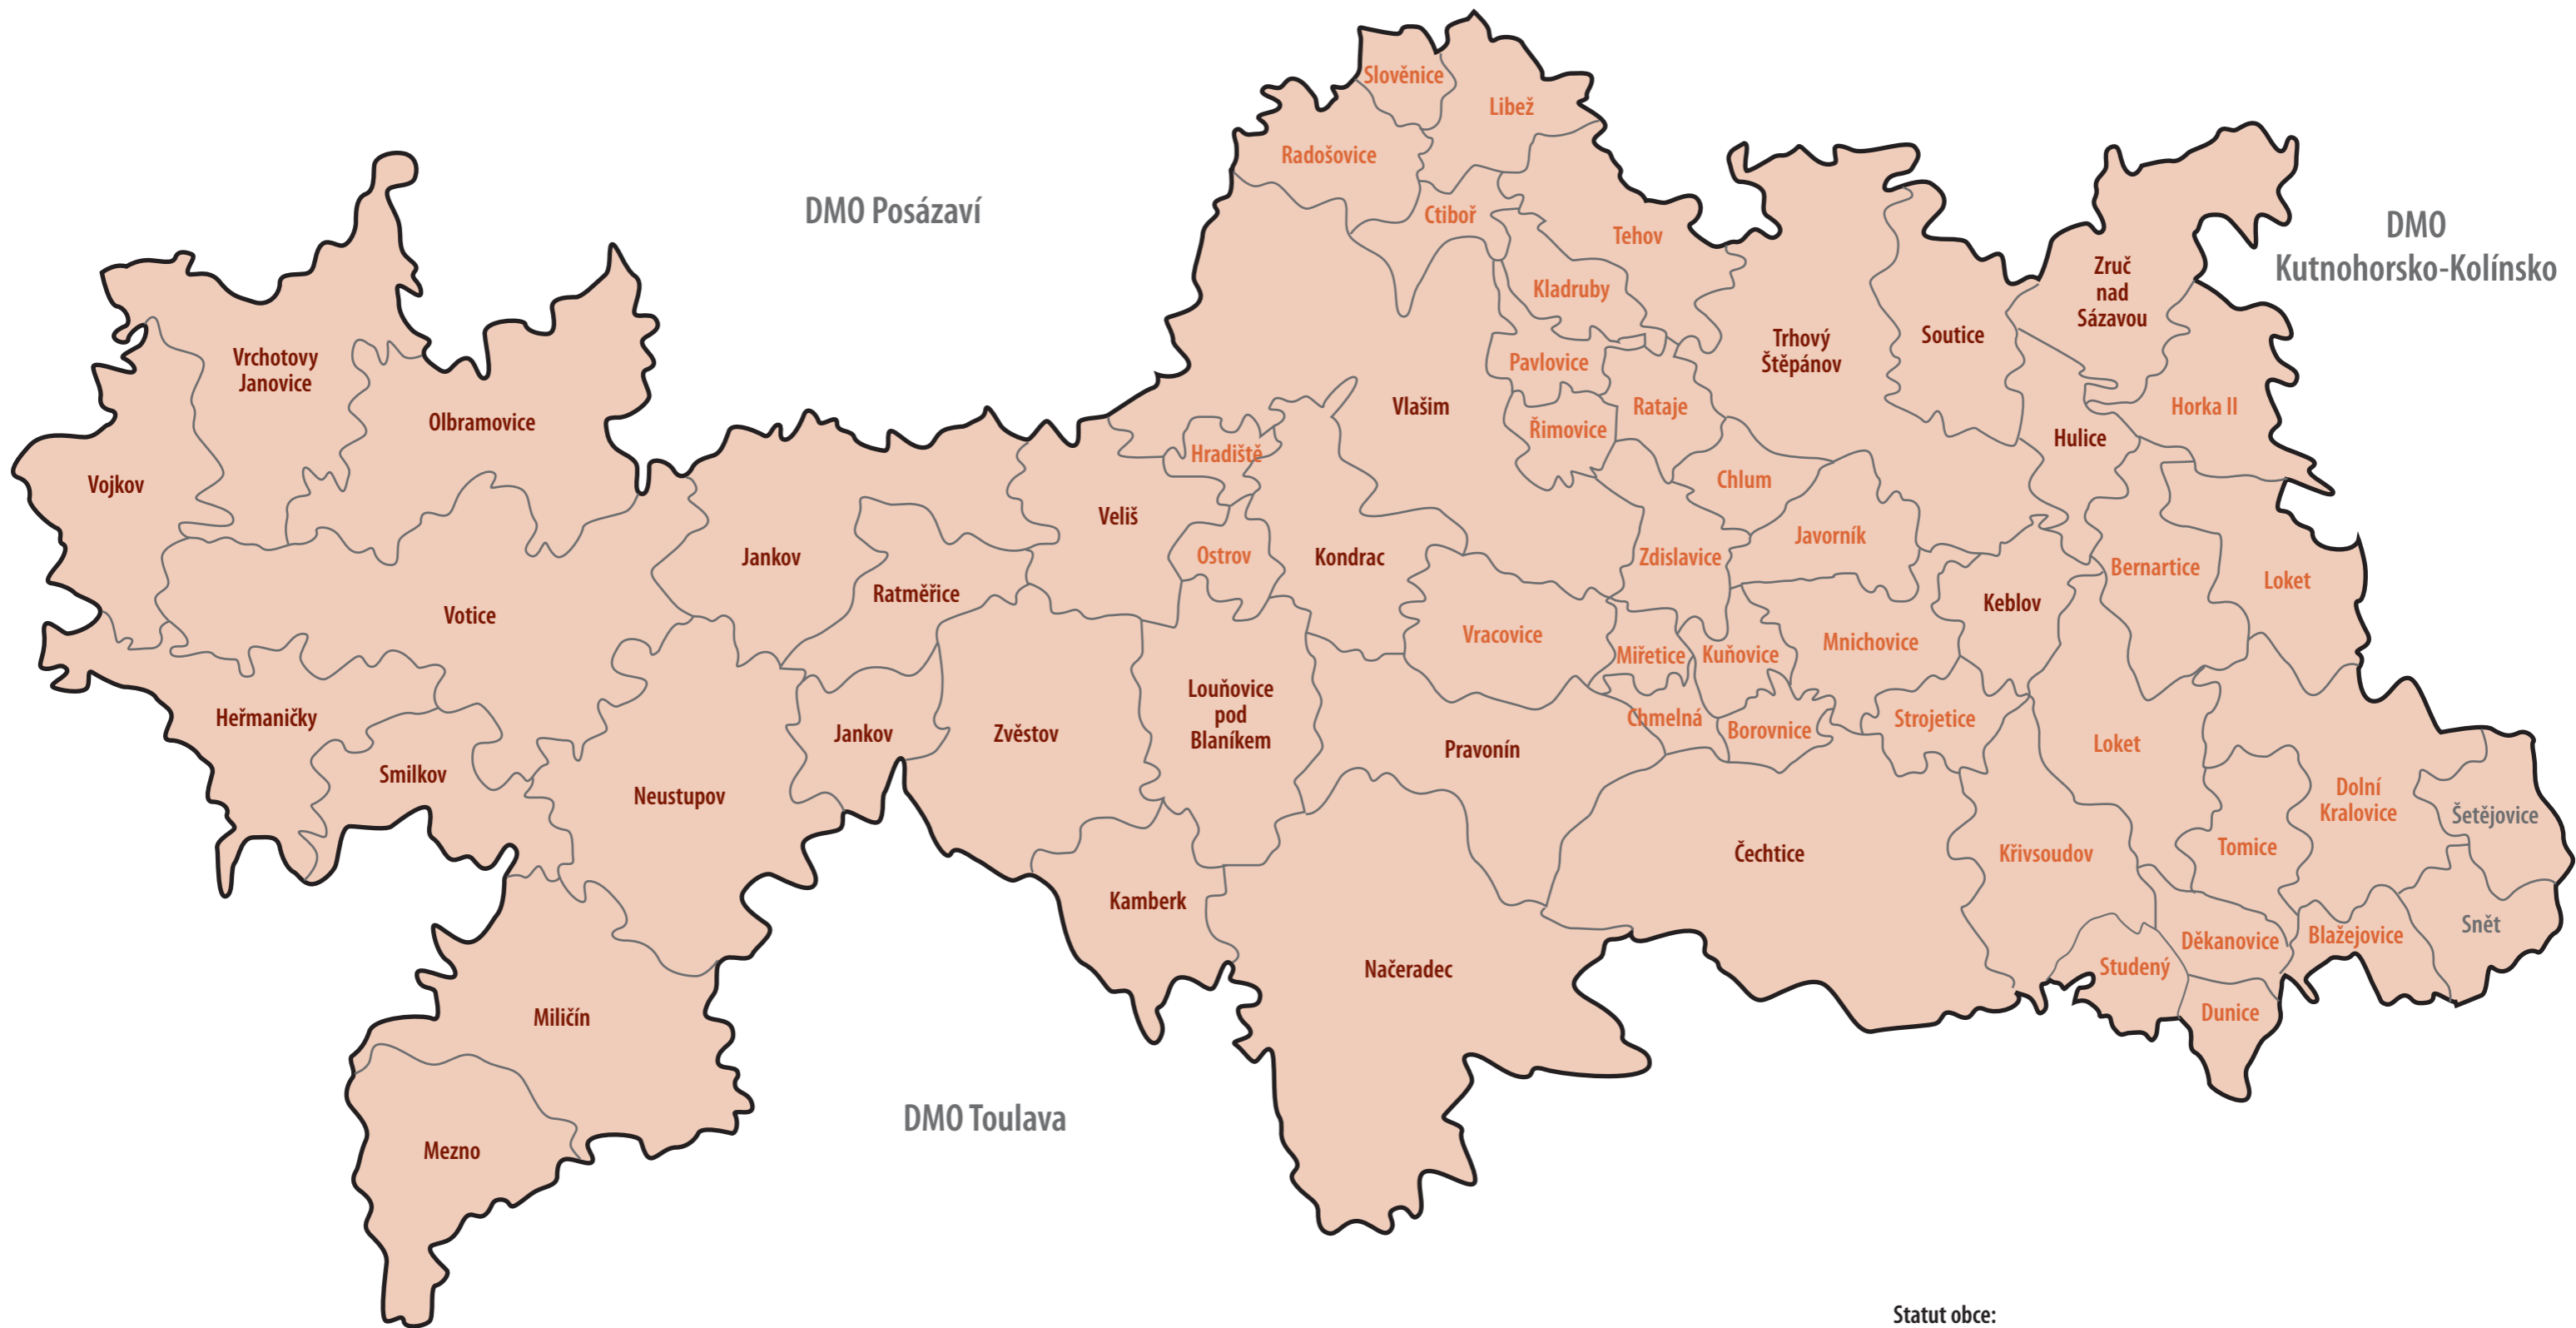 Slověnice
Libež
Radošovice
DMO Posázaví
Ctiboř
Tehov
DMO
Kutnohorsko-Kolínsko
Zruč
nad
Sázavou
Kladruby
Trhový
Štěpánov
Soutice
Vrchotovy
Janovice
Pavlovice
Olbramovice
Vlašim
Rataje
Horka II
Římovice
Hulice
Hradiště
Vojkov
Chlum
Veliš
Javorník
Jankov
Ostrov
Kondrac
Zdislavice
Bernartice
Loket
Ratměřice
Keblov
Votice
Vracovice
Miřetice
Kuňovice
Mnichovice
Louňovice
pod
Blaníkem
Heřmaničky
Chmelná
Borovnice
Strojetice
Jankov
Zvěstov
Pravonín
Loket
Smilkov
Neustupov
Dolní
Kralovice
Šetějovice
Čechtice
Křivsoudov
Tomice
Kamberk
Snět
Děkanovice
Blažejovice
Načeradec
Studený
Miličín
Dunice
DMO Toulava
Mezno
Statut obce: